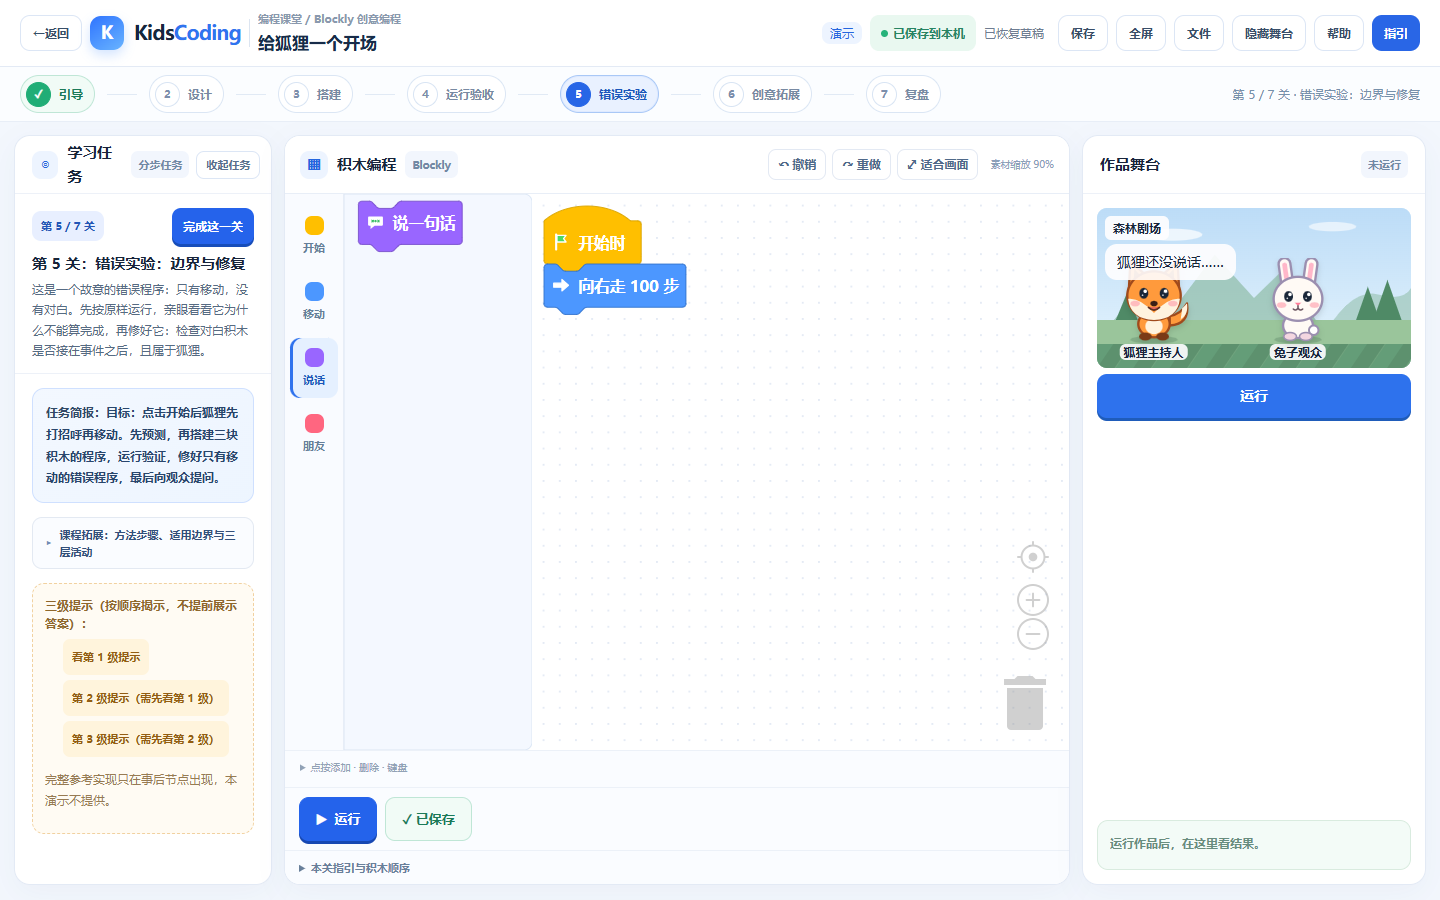 ←返回
K
KidsCoding
编程课堂 / Blockly 创意编程
给狐狸一个开场
演示
已保存到本机
已恢复草稿
保存
全屏
文件
隐藏舞台
帮助
指引
✓ 引导
2 设计
3 搭建
4 运行验收
5 错误实验
6 创意拓展
7 复盘
第 5 / 7 关 · 错误实验：边界与修复
学习任务
分步任务
收起任务
第 5 / 7 关
完成这一关
第 5 关：错误实验：边界与修复
这是一个故意的错误程序：只有移动，没
有对白。先按原样运行，亲眼看看它为什
么不能算完成，再修好它：检查对白积木
是否接在事件之后，且属于狐狸。
任务简报：目标：点击开始后狐狸先
打招呼再移动。先预测，再搭建三块
积木的程序，运行验证，修好只有移
动的错误程序，最后向观众提问。
课程拓展：方法步骤、适用边界与三
层活动
三级提示（按顺序揭示，不提前展示
答案）：
看第 1 级提示
第 2 级提示（需先看第 1 级）
第 3 级提示（需先看第 2 级）
完整参考实现只在事后节点出现，本
演示不提供。
积木编程
Blockly
撤销
重做
适合画面
素材缩放 90%
开始
移动
说话
朋友
说一句话
开始时
向右走 100 步
点按添加 · 删除 · 键盘
运行
✓ 已保存
本关指引与积木顺序
作品舞台
未运行
森林剧场
狐狸还没说话……
狐狸主持人
兔子观众
运行
运行作品后，在这里看结果。